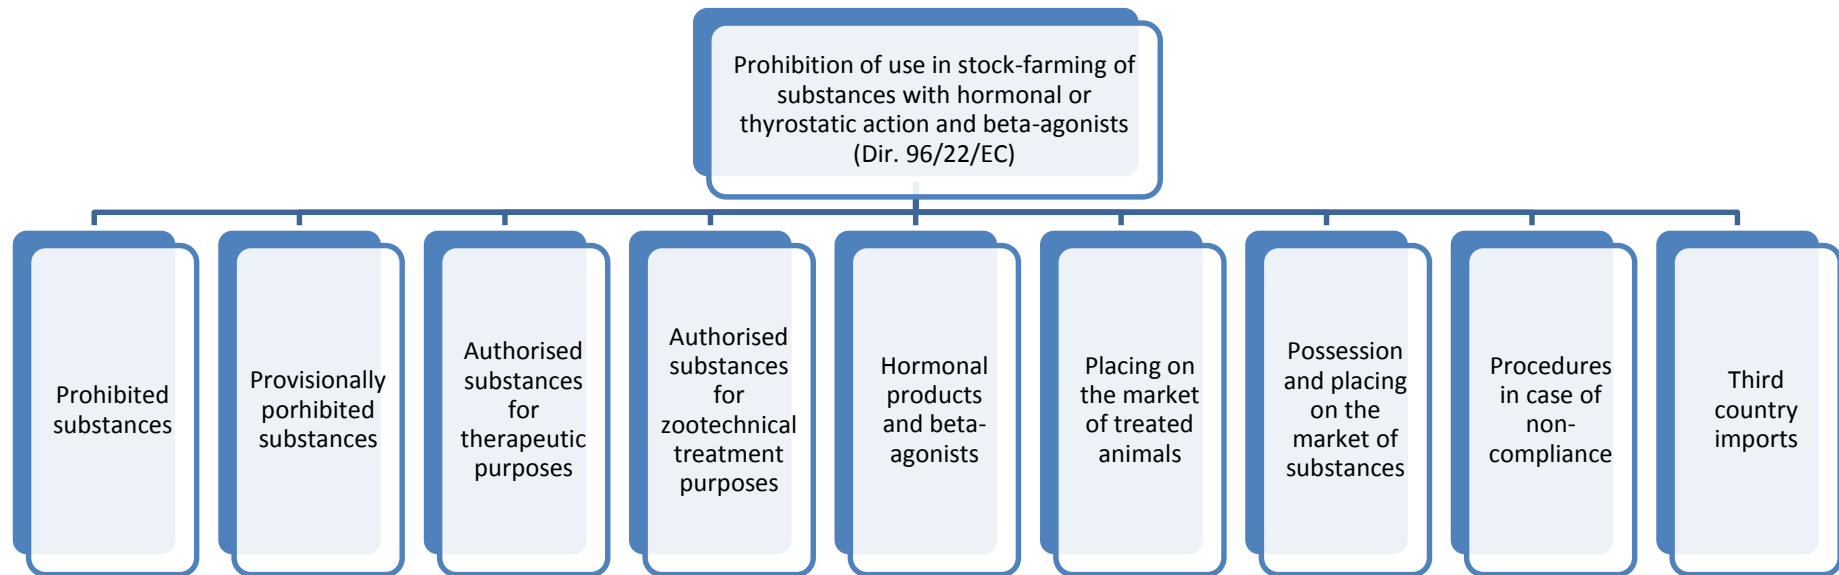 Prohibition of use in stock-farming of
substances with hormonal or
thyrostatic action and beta-agonists
(Dir. 96/22/EC)
Prohibited
substances
Provisionally
porhibited
substances
Authorised
substances
for
therapeutic
purposes
Authorised
substances
for
zootechnical
treatment
purposes
Hormonal
products
and beta-
agonists
Placing on
the market
of treated
animals
Possession
and placing
on the
market of
substances
Procedures
in case of
non-
compliance
Third
country
imports